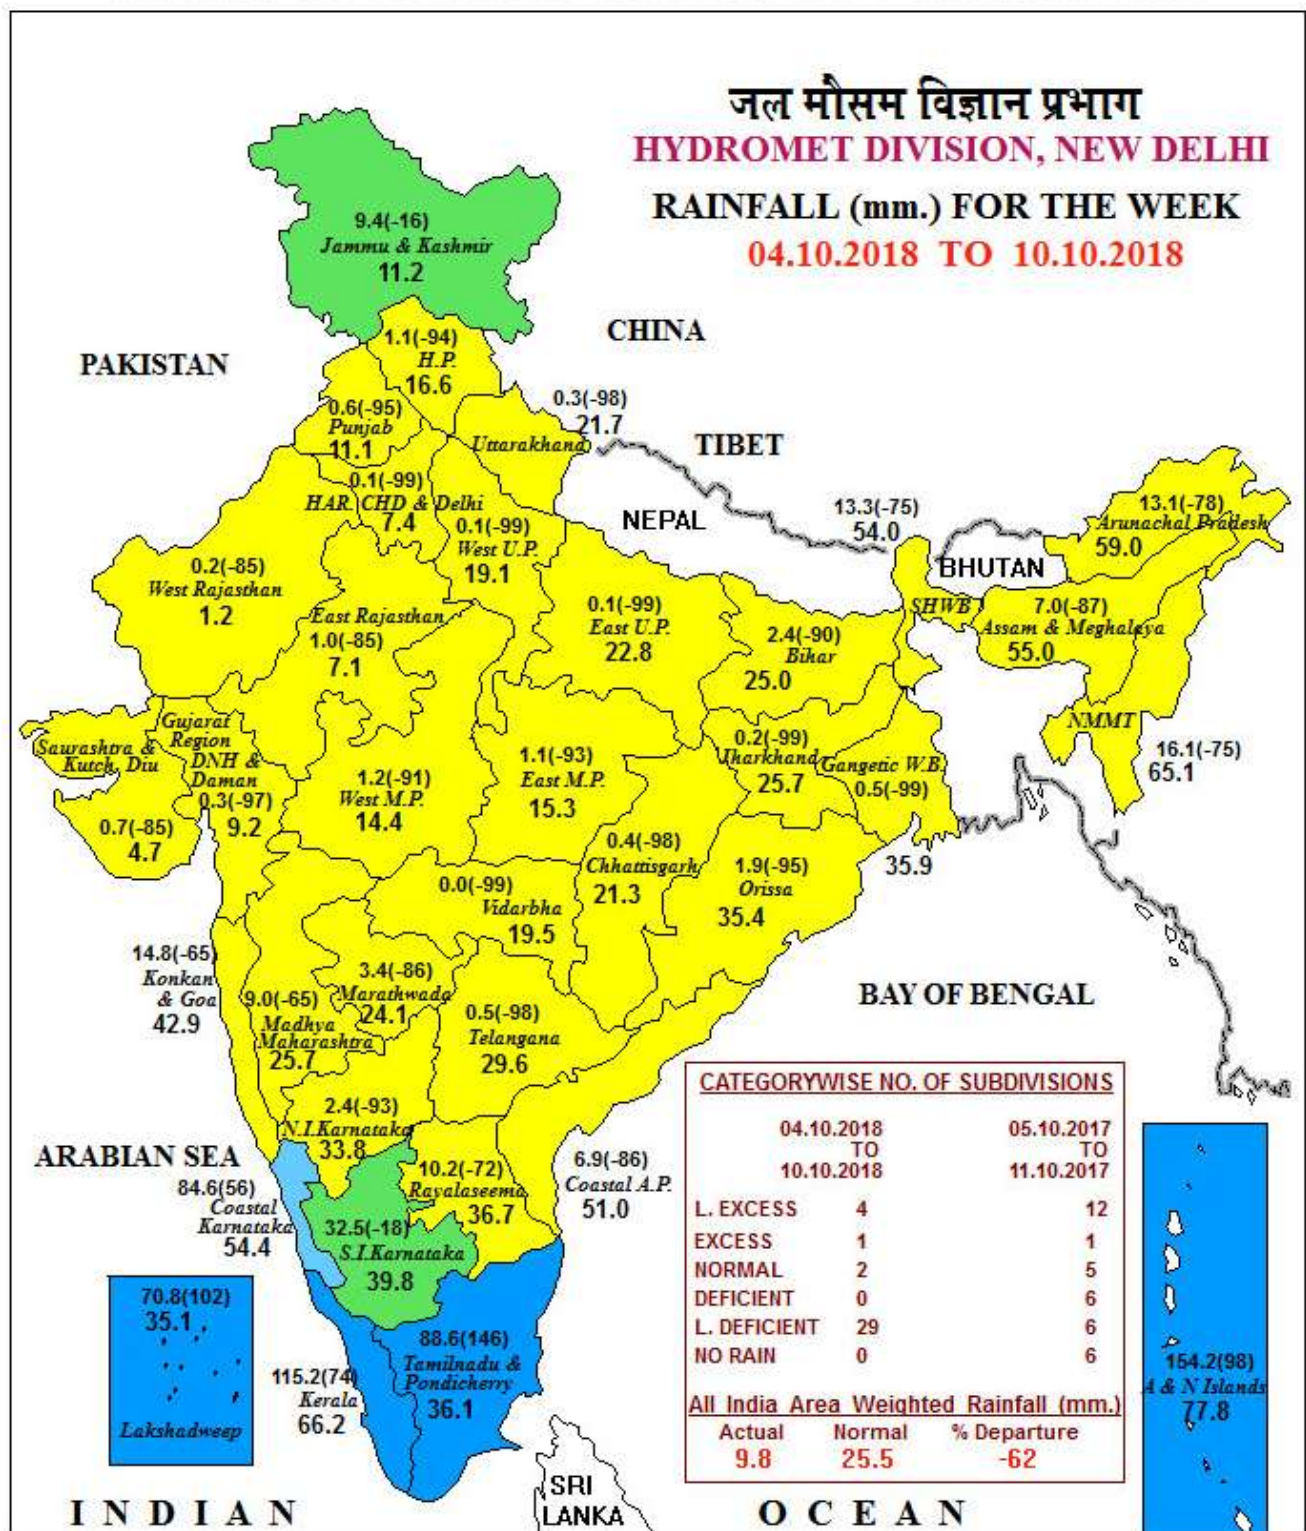 जल मौसम विज्ञान प्रभाग
HYDROMET DIVISION, NEW DELHI
RAINFALL (mm.) FOR THE WEEK
04.10.2018 TO 10.10.2018
9.4(-16)
Jammu & Kashmir
11.2
CHINA
PAKISTAN
1.1(-94)
H.P.
16.6
0.6(-95)
Punjab
11.1
0.3(-98)
21.7
Uttarakhand
TIBET
0.1(-99)
HAR. CHD & Delhi
7.4
0.1(-99)
West U.P.
19.1
NEPAL
13.3(-75)
54.0
SHWB
BHUTAN
13.1(-78)
Arunachal Pradesh
59.0
0.2(-85)
West Rajasthan
1.2
East Rajasthan
1.0(-85)
7.1
0.1(-99)
East U.P.
22.8
2.4(-90)
Bihar
25.0
7.0(-87)
Assam & Meghalaya
55.0
NMMT
16.1(-75)
65.1
Saurashtra &
Kutch, Diu
0.7(-85)
4.7
Gujarat
Region
DNH &
Daman
0.3(-97)
9.2
1.2(-91)
West M.P.
14.4
1.1(-93)
East M.P.
15.3
0.2(-99)
Jharkhand
25.7
Gangetic W.B.
0.5(-99)
35.9
0.4(-98)
Chhattisgarh
21.3
1.9(-95)
Orissa
35.4
0.0(-99)
Vidarbha
19.5
14.8(-65)
Konkan
& Goa
42.9
9.0(-65)
Madhya
Maharashtra
25.7
3.4(-86)
Marathwada
24.1
0.5(-98)
Telangana
29.6
BAY OF BENGAL
2.4(-93)
N.I.Karnataka
33.8
ARABIAN SEA
84.6(56)
Coastal
Karnataka
54.4
10.2(-72)
Rayalaseema
36.7
6.9(-86)
Coastal A.P.
51.0
32.5(-18)
S.I.Karnataka
39.8
70.8(102)
35.1
Lakshadweep
115.2(74)
Kerala
66.2
88.6(146)
Tamilnadu &
Pondicherry
36.1
CATEGORYWISE NO. OF SUBDIVISIONS
04.10.2018 05.10.2017
TO TO
10.10.2018 11.10.2017
L. EXCESS 4 12
EXCESS 1 1
NORMAL 2 5
DEFICIENT 0 6
L. DEFICIENT 29 6
NO RAIN 0 6
All India Area Weighted Rainfall (mm.)
Actual Normal % Departure
9.8 25.5 -62
154.2(98)
A & N Islands
77.8
SRI
LANKA
INDIAN OCEAN